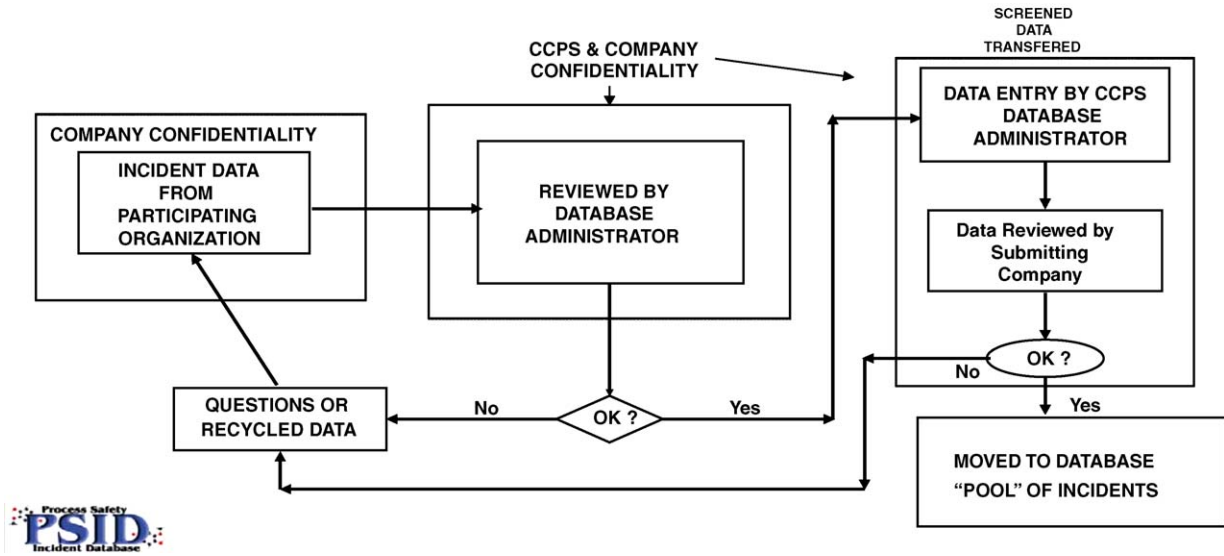 SCREENED
DATA
TRANSFERED
CCPS & COMPANY
CONFIDENTIALITY
COMPANY CONFIDENTIALITY
INCIDENT DATA
FROM
PARTICIPATING
ORGANIZATION
REVIEWED BY
DATABASE
ADMINISTRATOR
DATA ENTRY BY CCPS
DATABASE
ADMINISTRATOR
Data Reviewed by
Submitting
Company
OK ?
No
Yes
QUESTIONS OR
RECYCLED DATA
No
OK ?
Yes
MOVED TO DATABASE
“POOL” OF INCIDENTS
Process Safety
PSID
Incident Database